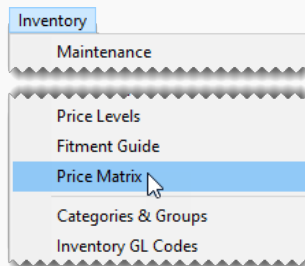 Inventory
Maintenance
Price Levels
Fitment Guide
Price Matrix
Categories & Groups
Inventory GL Codes